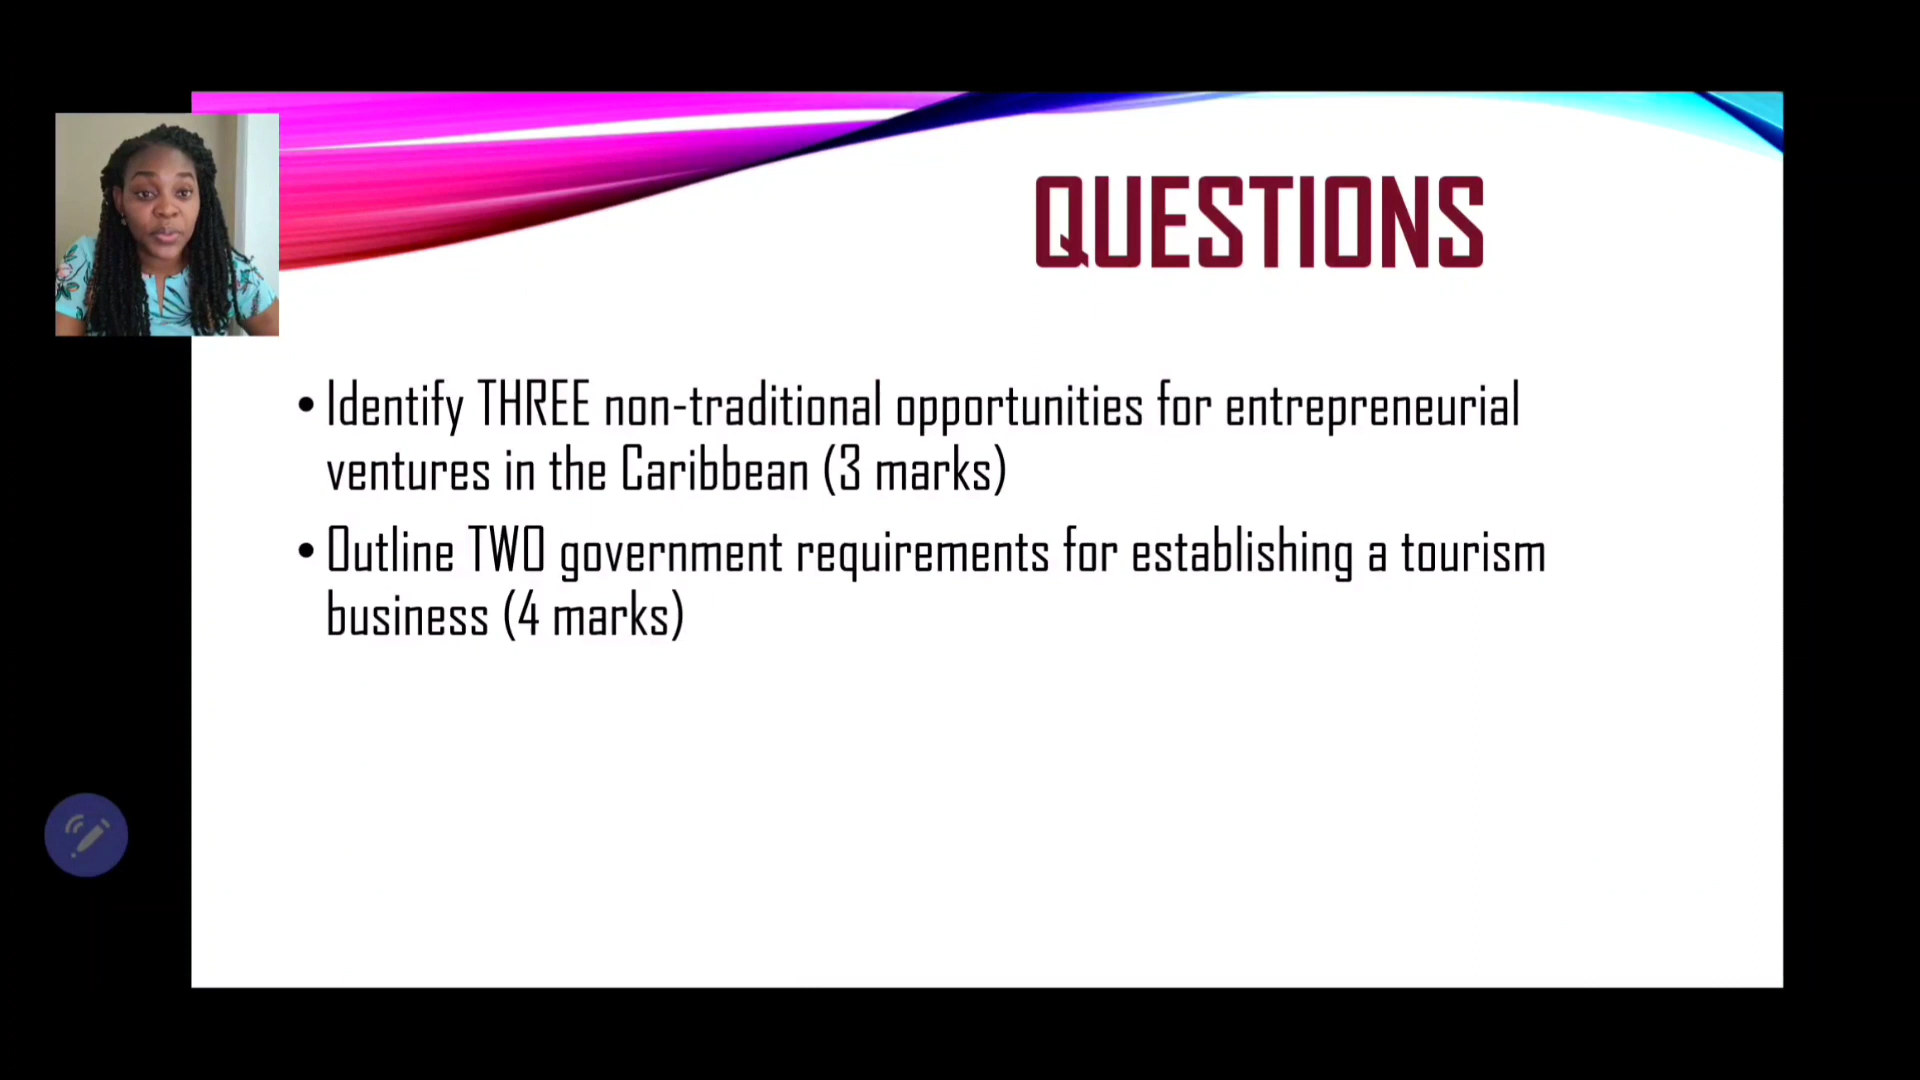 QUESTIONS
• Identify THREE non-traditional opportunities for entrepreneurial
ventures in the Caribbean (3 marks)
• Outline TWO government requirements for establishing a tourism
business (4 marks)